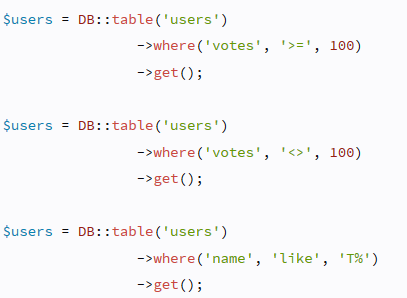 $users = DB::table('users')
                ->where('votes', '>=', 100)
                ->get();

$users = DB::table('users')
                ->where('votes', '<>', 100)
                ->get();

$users = DB::table('users')
                ->where('name', 'like', 'T%')
                ->get();